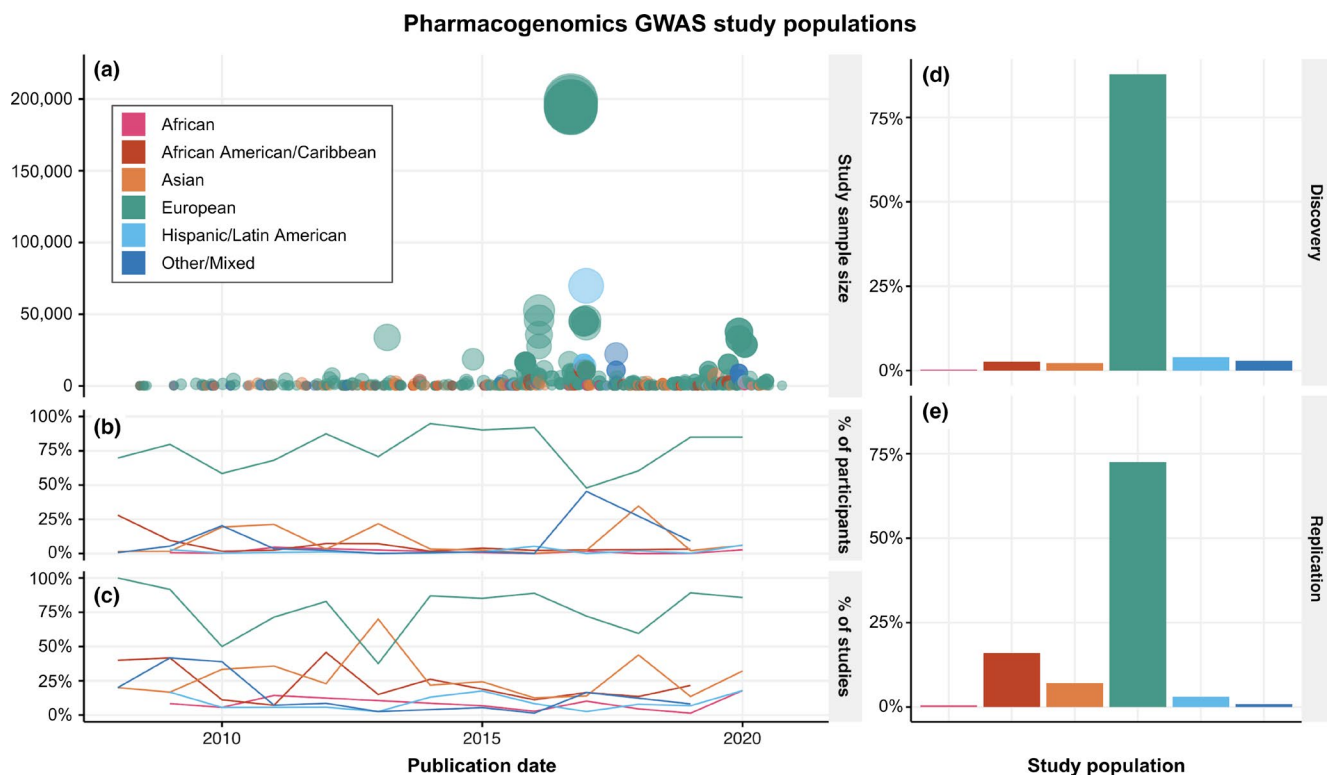 Pharmacogenomics GWAS study populations
(a)
200,000
150,000
100,000
50,000
0
African
African American/Caribbean
Asian
European
Hispanic/Latin American
Other/Mixed
Study sample size
(b)
100%
75%
50%
25%
0%
% of participants
(c)
100%
75%
50%
25%
0%
% of studies
2010
2015
2020
Publication date
(d)
75%
50%
25%
0%
Discovery
(e)
75%
50%
25%
0%
Replication
Study population